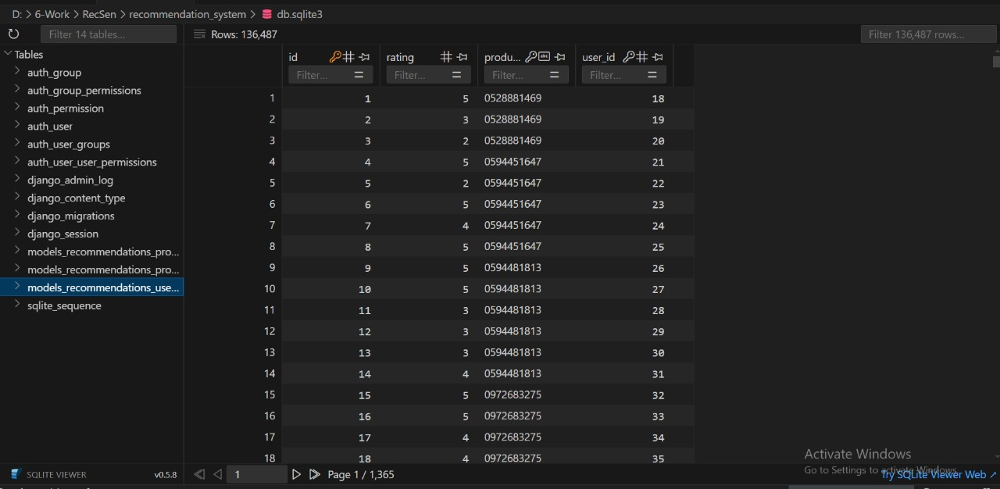 D: > 6-Work > RecSen > recommendation_system > db.sqlite3
Filter 14 tables... Rows: 136,487 Filter 136,487 rows...
Tables
auth_group
auth_group_permissions
auth_permission
auth_user
auth_user_groups
auth_user_user_permissions
django_admin_log
django_content_type
django_migrations
django_session
models_recommendations_pro...
models_recommendations_pro...
models_recommendations_use...
sqlite_sequence
id rating produ... user_id
Filter... Filter... Filter... Filter...
1 1 5 0528881469 18
2 2 3 0528881469 19
3 3 2 0528881469 20
4 4 5 0594451647 21
5 5 2 0594451647 22
6 6 5 0594451647 23
7 7 4 0594451647 24
8 8 5 0594451647 25
9 9 5 0594481813 26
10 10 5 0594481813 27
11 11 3 0594481813 28
12 12 3 0594481813 29
13 13 3 0594481813 30
14 14 4 0594481813 31
15 15 5 0972683275 32
16 16 5 0972683275 33
17 17 4 0972683275 34
18 18 4 0972683275 35
Activate Windows
Go to Settings to activate Windows.
SQLITE VIEWER v0.5.8 1 Page 1 / 1,365 Try SQLite Viewer Web